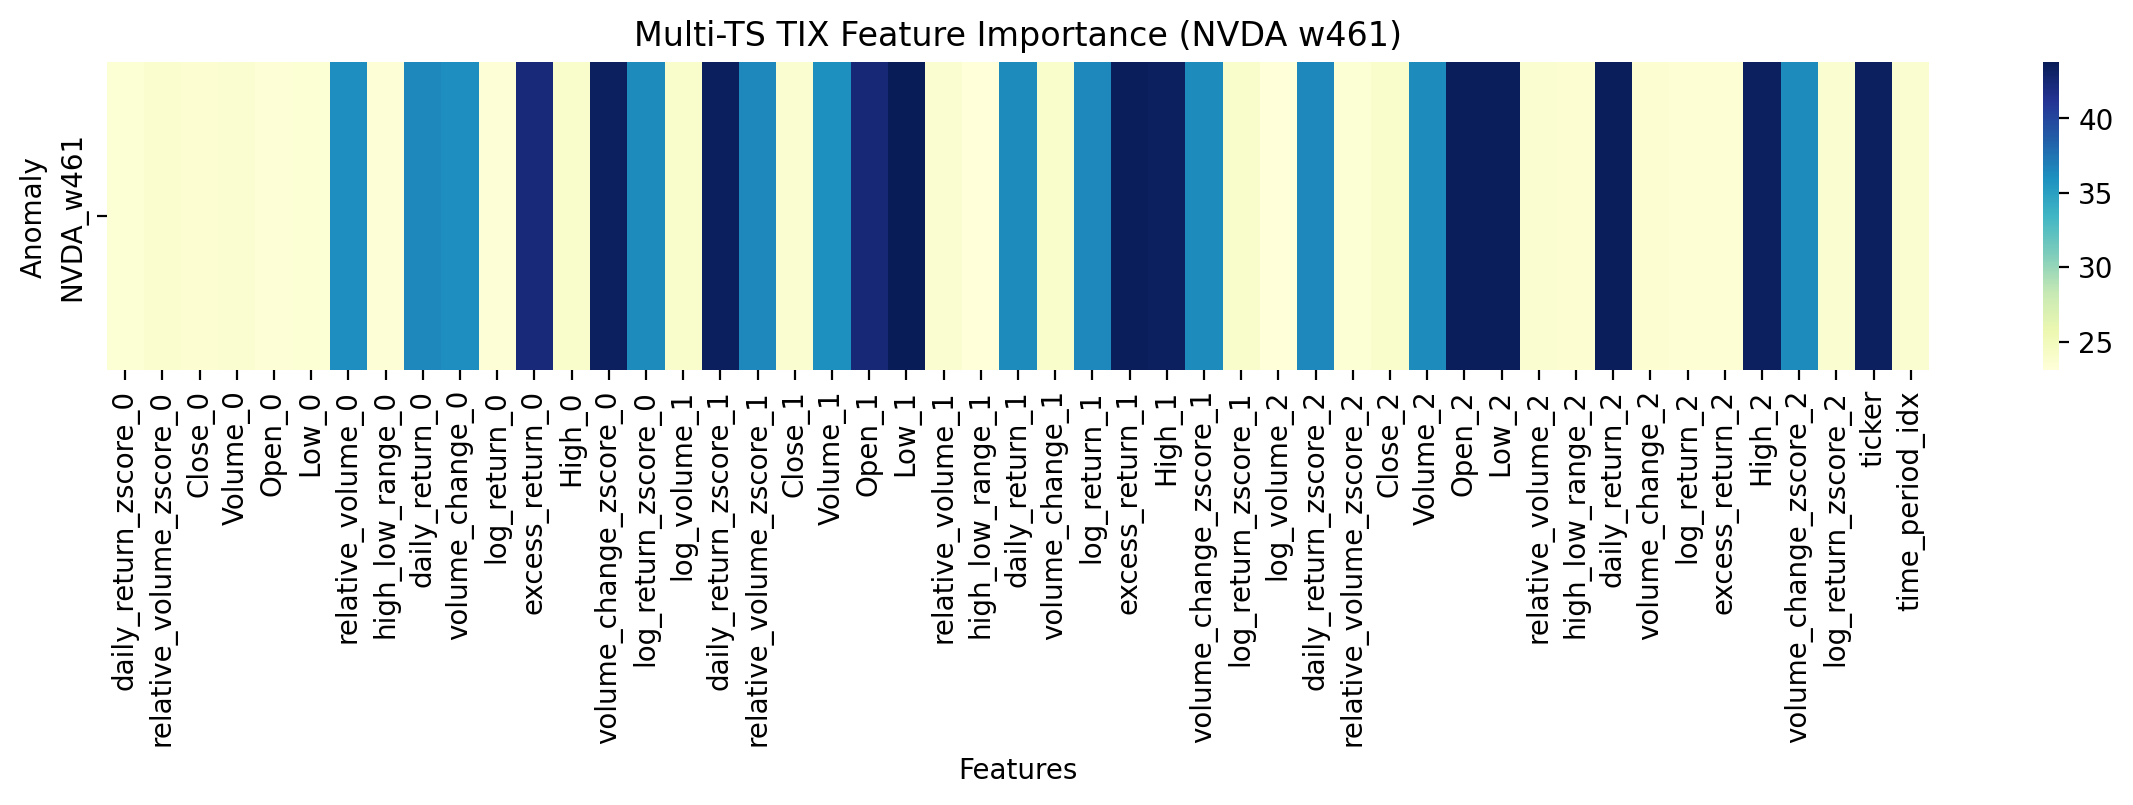 Multi-TS TIX Feature Importance (NVDA w461)
Anomaly
NVDA_w461
40
35
30
25
daily_return_zscore_0
relative_volume_zscore_0
Close_0
Volume_0
Open_0
Low_0
relative_volume_0
high_low_range_0
daily_return_0
volume_change_0
log_return_0
excess_return_0
High_0
volume_change_zscore_0
log_return_zscore_0
log_volume_1
daily_return_zscore_1
relative_volume_zscore_1
Close_1
Volume_1
Open_1
Low_1
relative_volume_1
high_low_range_1
daily_return_1
volume_change_1
log_return_1
excess_return_1
High_1
volume_change_zscore_1
log_return_zscore_1
log_volume_2
daily_return_zscore_2
relative_volume_zscore_2
Close_2
Volume_2
Open_2
Low_2
relative_volume_2
high_low_range_2
daily_return_2
volume_change_2
log_return_2
excess_return_2
High_2
volume_change_zscore_2
log_return_zscore_2
ticker
time_period_idx
Features